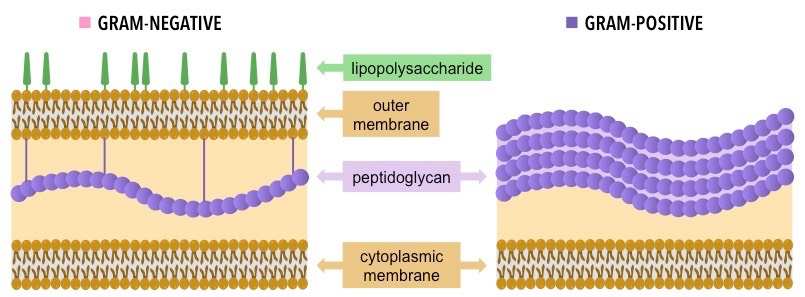 GRAM-NEGATIVE
GRAM-POSITIVE
lipopolysaccharide
outer
membrane
peptidoglycan
cytoplasmic
membrane